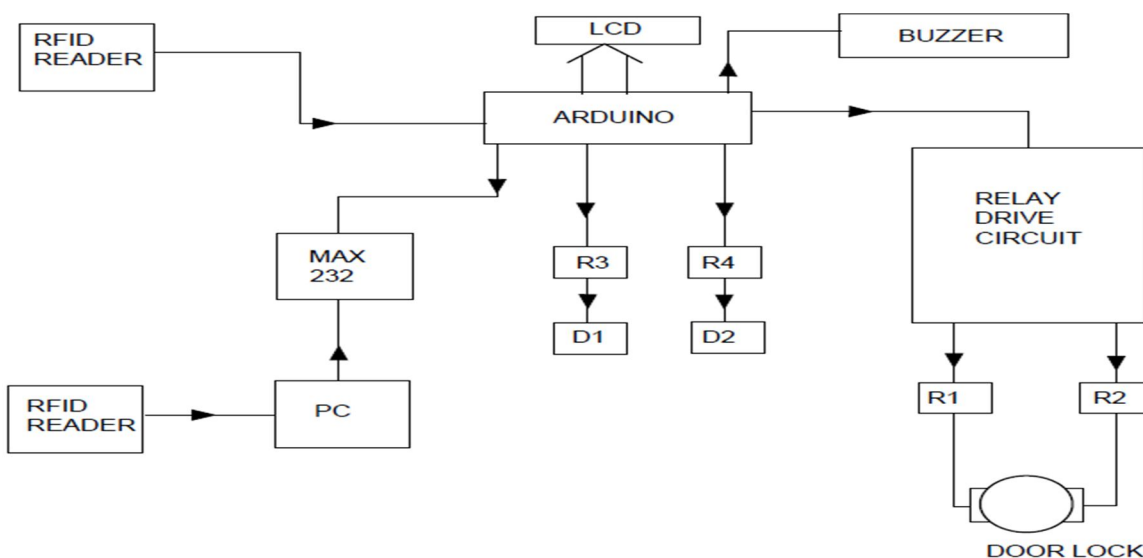 RFID
READER
LCD
BUZZER
ARDUINO
RELAY
DRIVE
CIRCUIT
MAX
232
R3
R4
D1
D2
RFID
READER
PC
R1
R2
DOOR LOCK